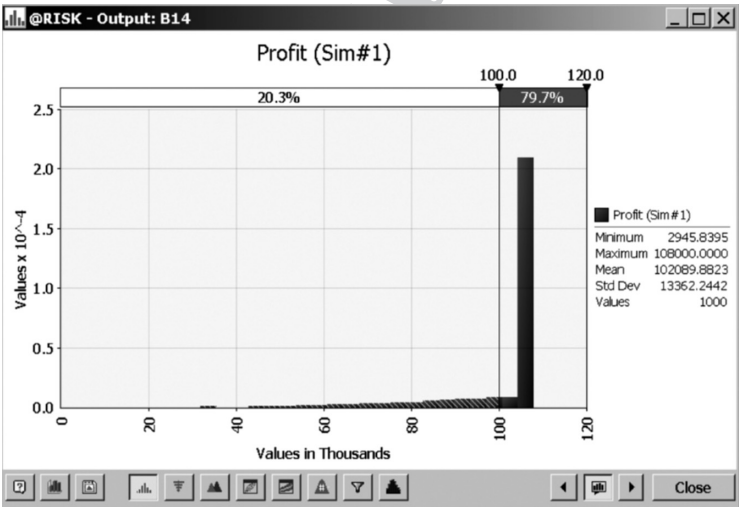 @RISK - Output: B14
Profit (Sim#1)
100.0 120.0
20.3% 79.7%
2.5
2.0
1.5
1.0
0.5
0.0
Values x 10^-4
0 20 40 60 80 100 120
Values in Thousands
Profit (Sim#1)
Minimum 2945.8395
Maximum 108000.0000
Mean 102089.8823
Std Dev 13362.2442
Values 1000
Close